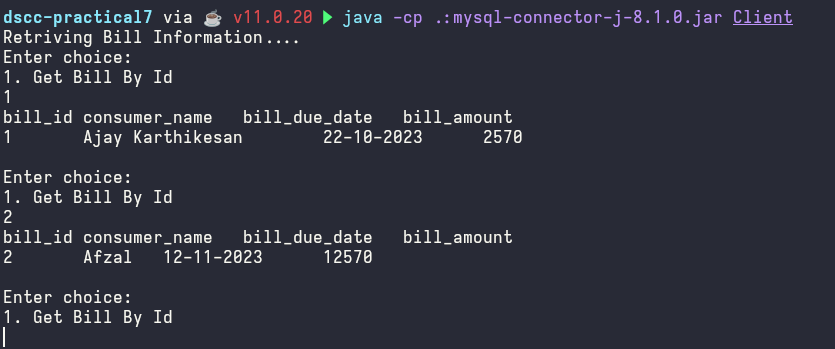 dscc-practical7 via ☕ v11.0.20 ▶ java -cp .:mysql-connector-j-8.1.0.jar Client
Retriving Bill Information....
Enter choice:
1. Get Bill By Id
1
bill_id consumer_name   bill_due_date   bill_amount
1       Ajay Karthikesan        22-10-2023      2570

Enter choice:
1. Get Bill By Id
2
bill_id consumer_name   bill_due_date   bill_amount
2       Afzal   12-11-2023      12570

Enter choice:
1. Get Bill By Id